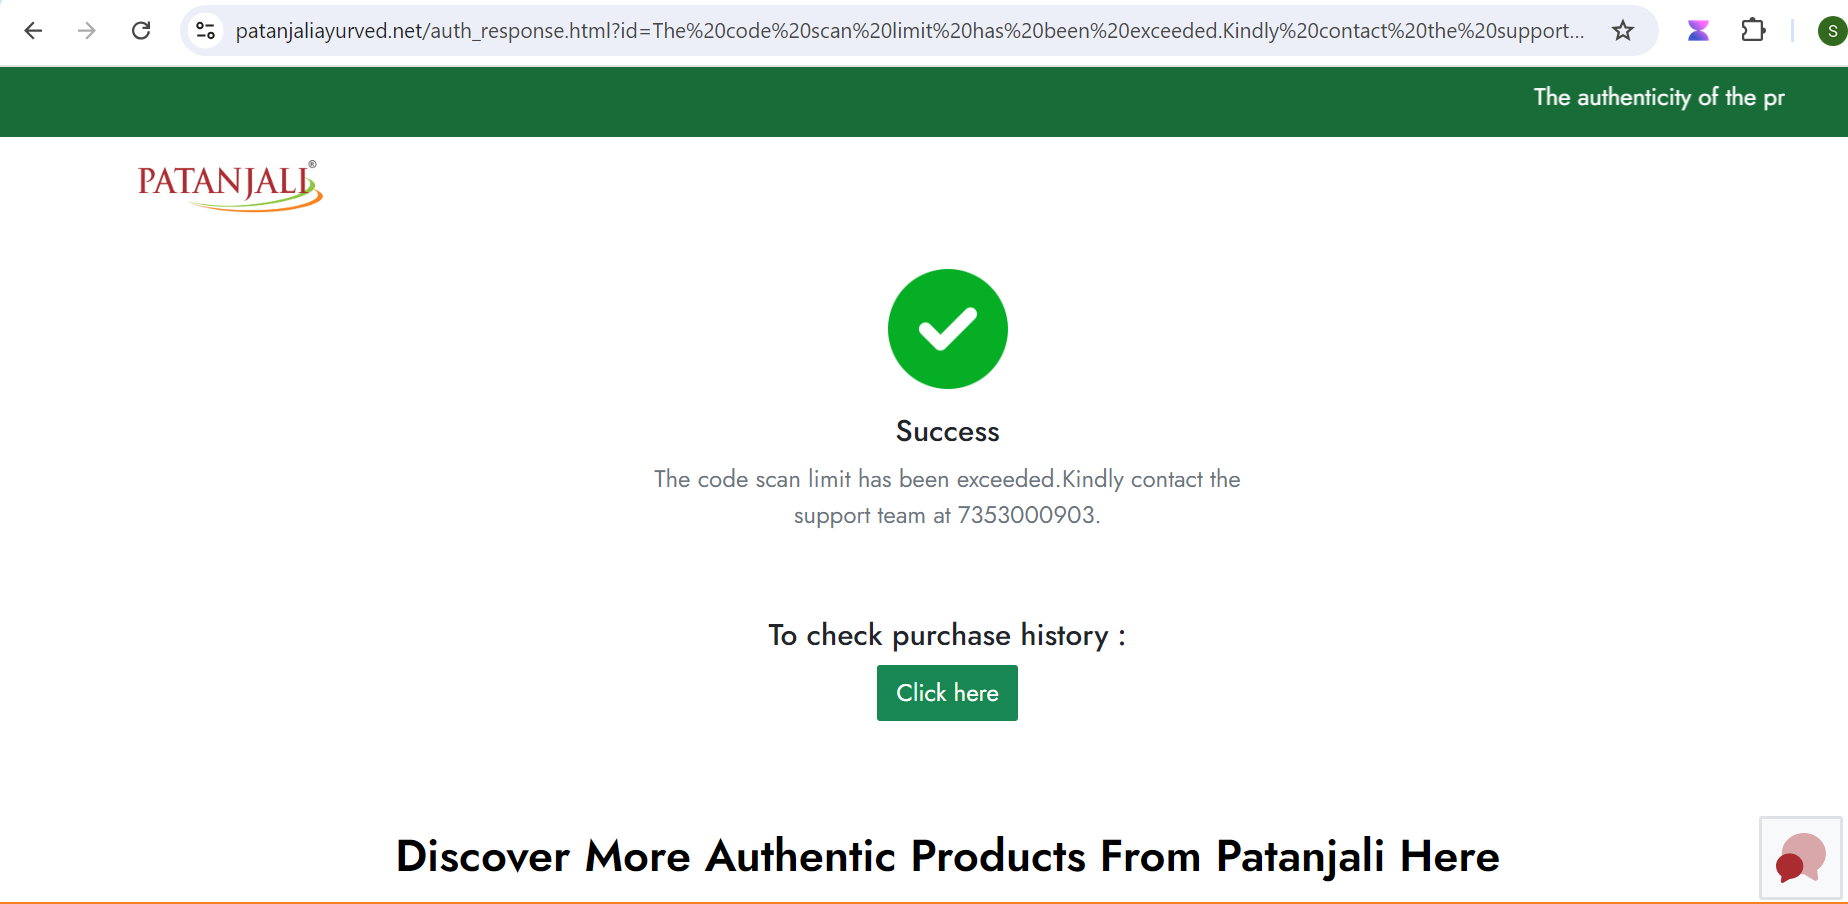 patanjaliayurved.net/auth_response.html?id=The%20code%20scan%20limit%20has%20been%20exceeded.Kindly%20contact%20the%20support...
S
The authenticity of the pr
PATANJALI®
Success
The code scan limit has been exceeded.Kindly contact the
support team at 7353000903.
To check purchase history :
Click here
Discover More Authentic Products From Patanjali Here